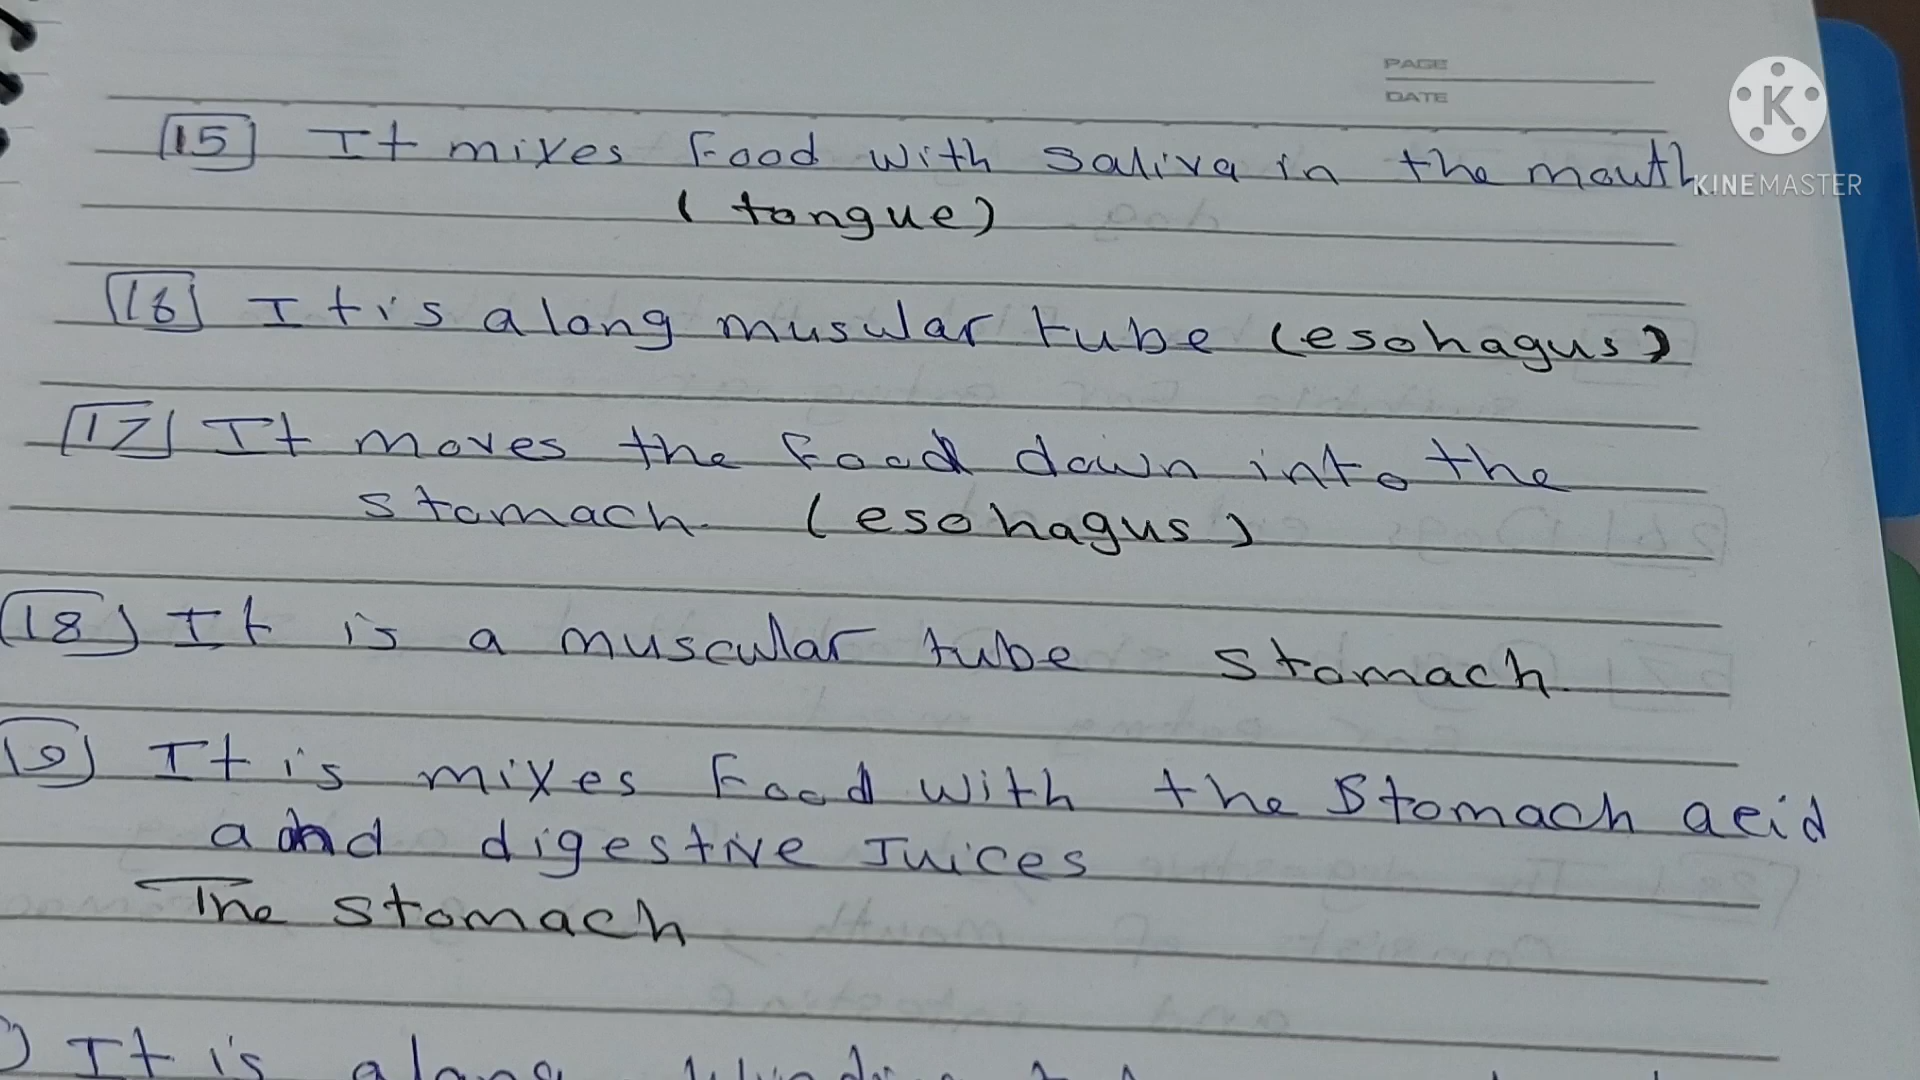 PAGE
DATE
K
KINEMASTER
15 It mixes Food with saliva in the mouth
(tongue)
16 It is a long musular tube (esohagus)
17 It moves the Food down into the
stomach (esohagus)
18) It is a muscular tube stomach.
19) It is mixes Food with the Stomach acid
and digestive Juices
The stomach
) It is along